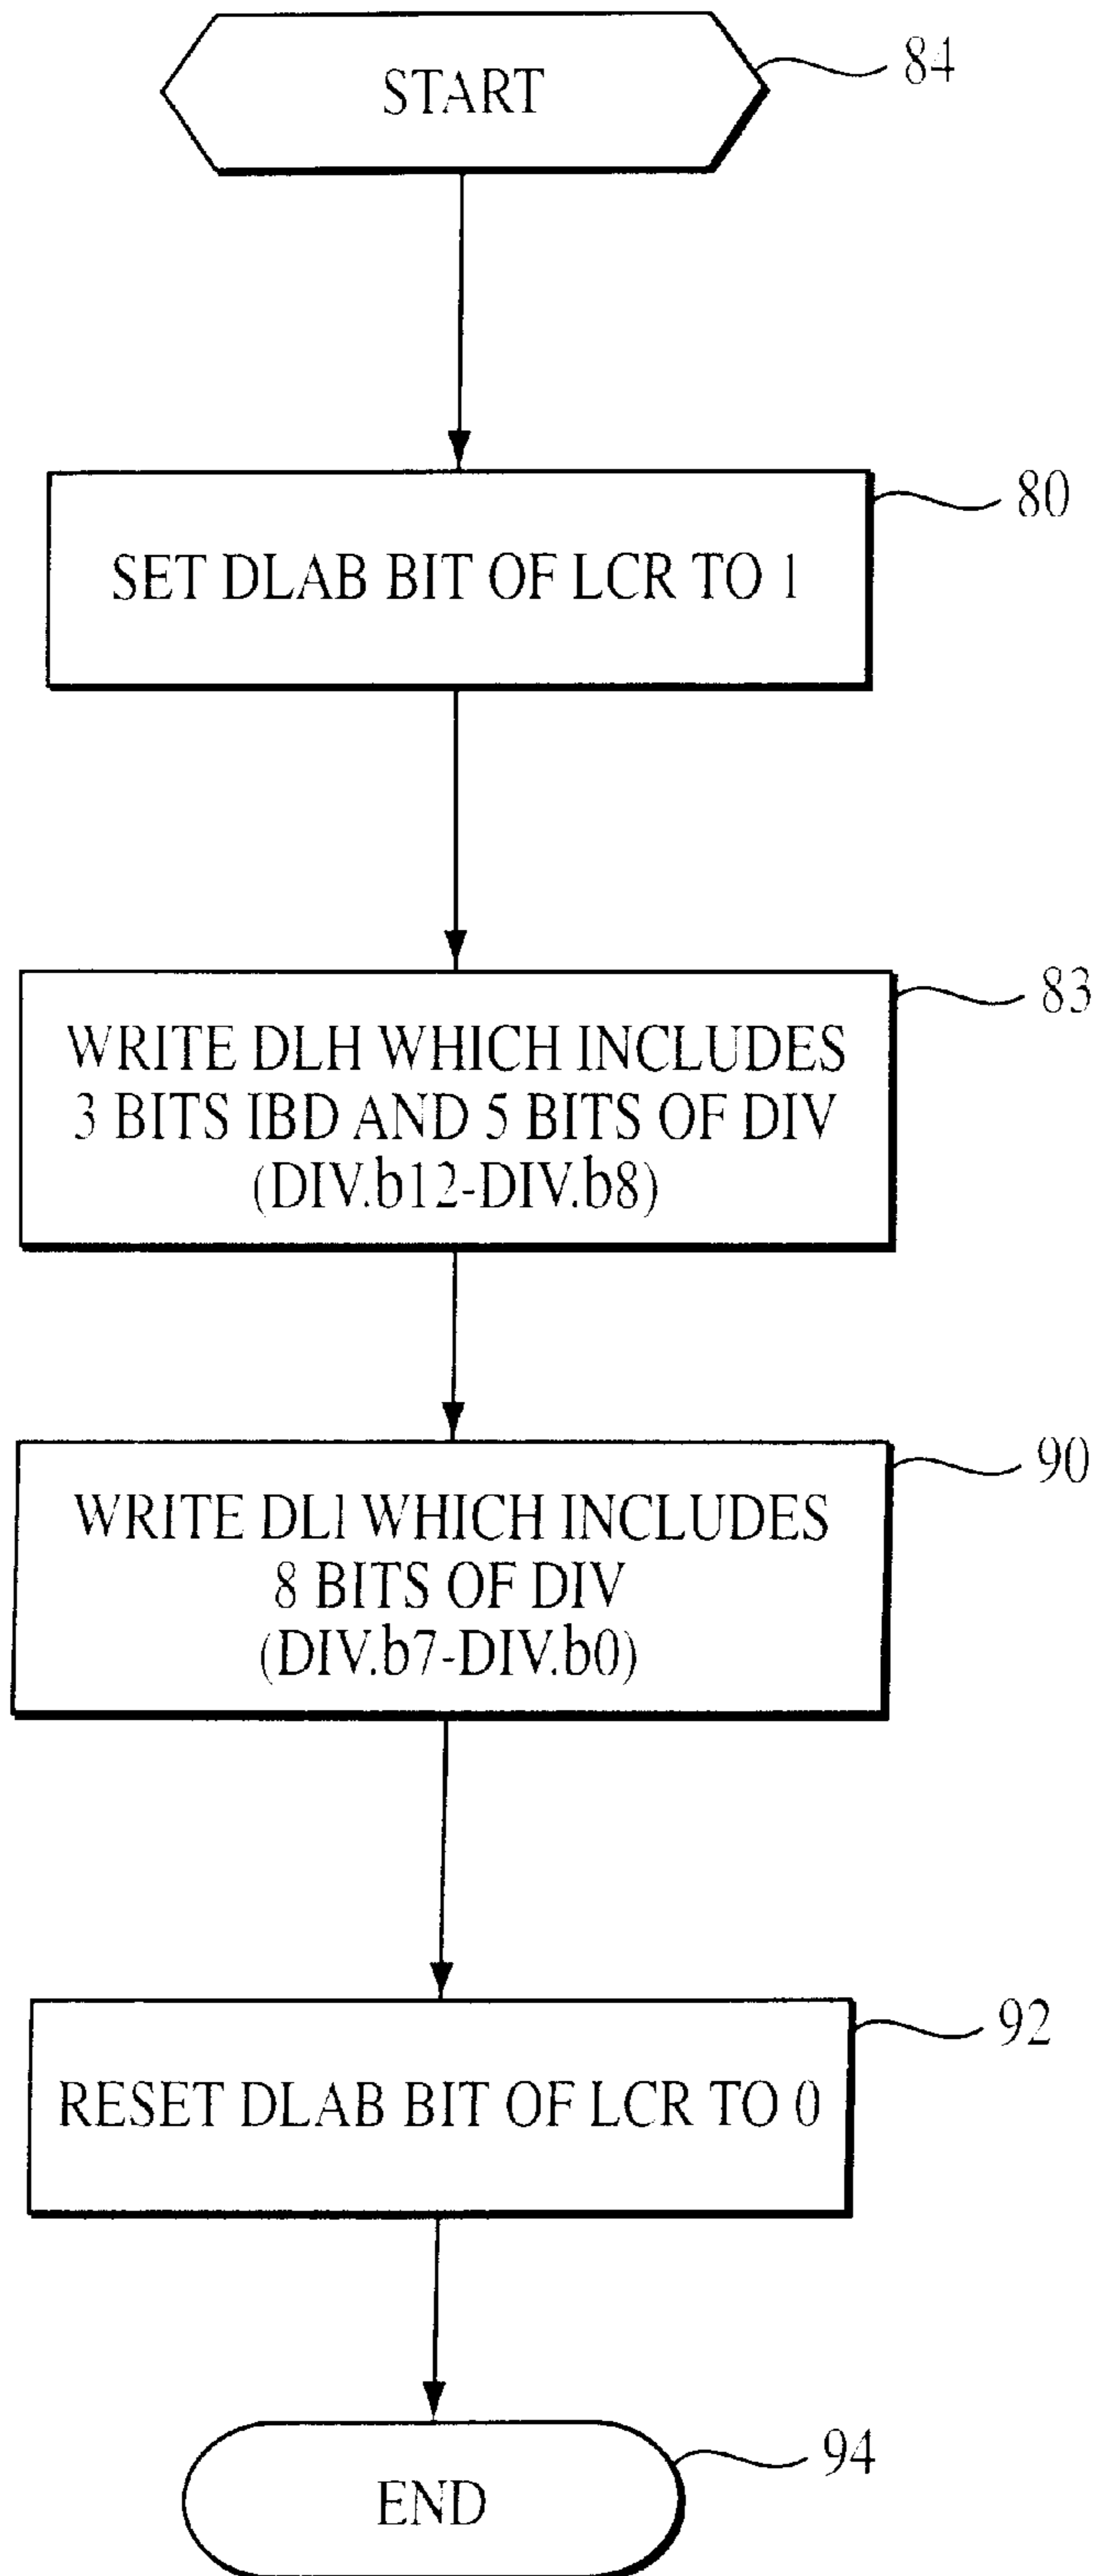 START
84
SET DLAB BIT OF LCR TO 1
80
WRITE DLH WHICH INCLUDES
3 BITS IBD AND 5 BITS OF DIV
(DIV.b12-DIV.b8)
83
WRITE DLl WHICH INCLUDES
8 BITS OF DIV
(DIV.b7-DIV.b0)
90
RESET DLAB BIT OF LCR TO 0
92
END
94